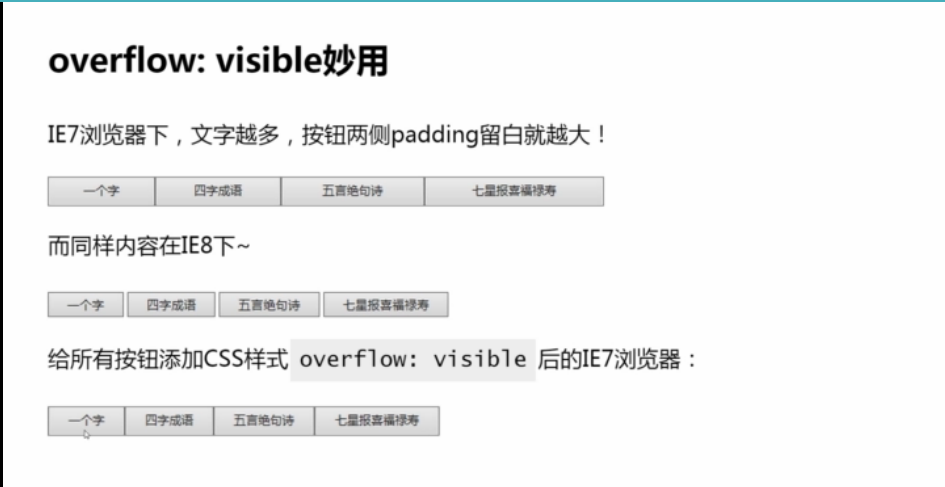 overflow: visible妙用
IE7浏览器下，文字越多，按钮两侧padding留白就越大！
一个字 四字成语 五言绝句诗 七星报喜福禄寿
而同样内容在IE8下~
一个字 四字成语 五言绝句诗 七星报喜福禄寿
给所有按钮添加CSS样式 overflow: visible 后的IE7浏览器：
一个字 四字成语 五言绝句诗 七星报喜福禄寿